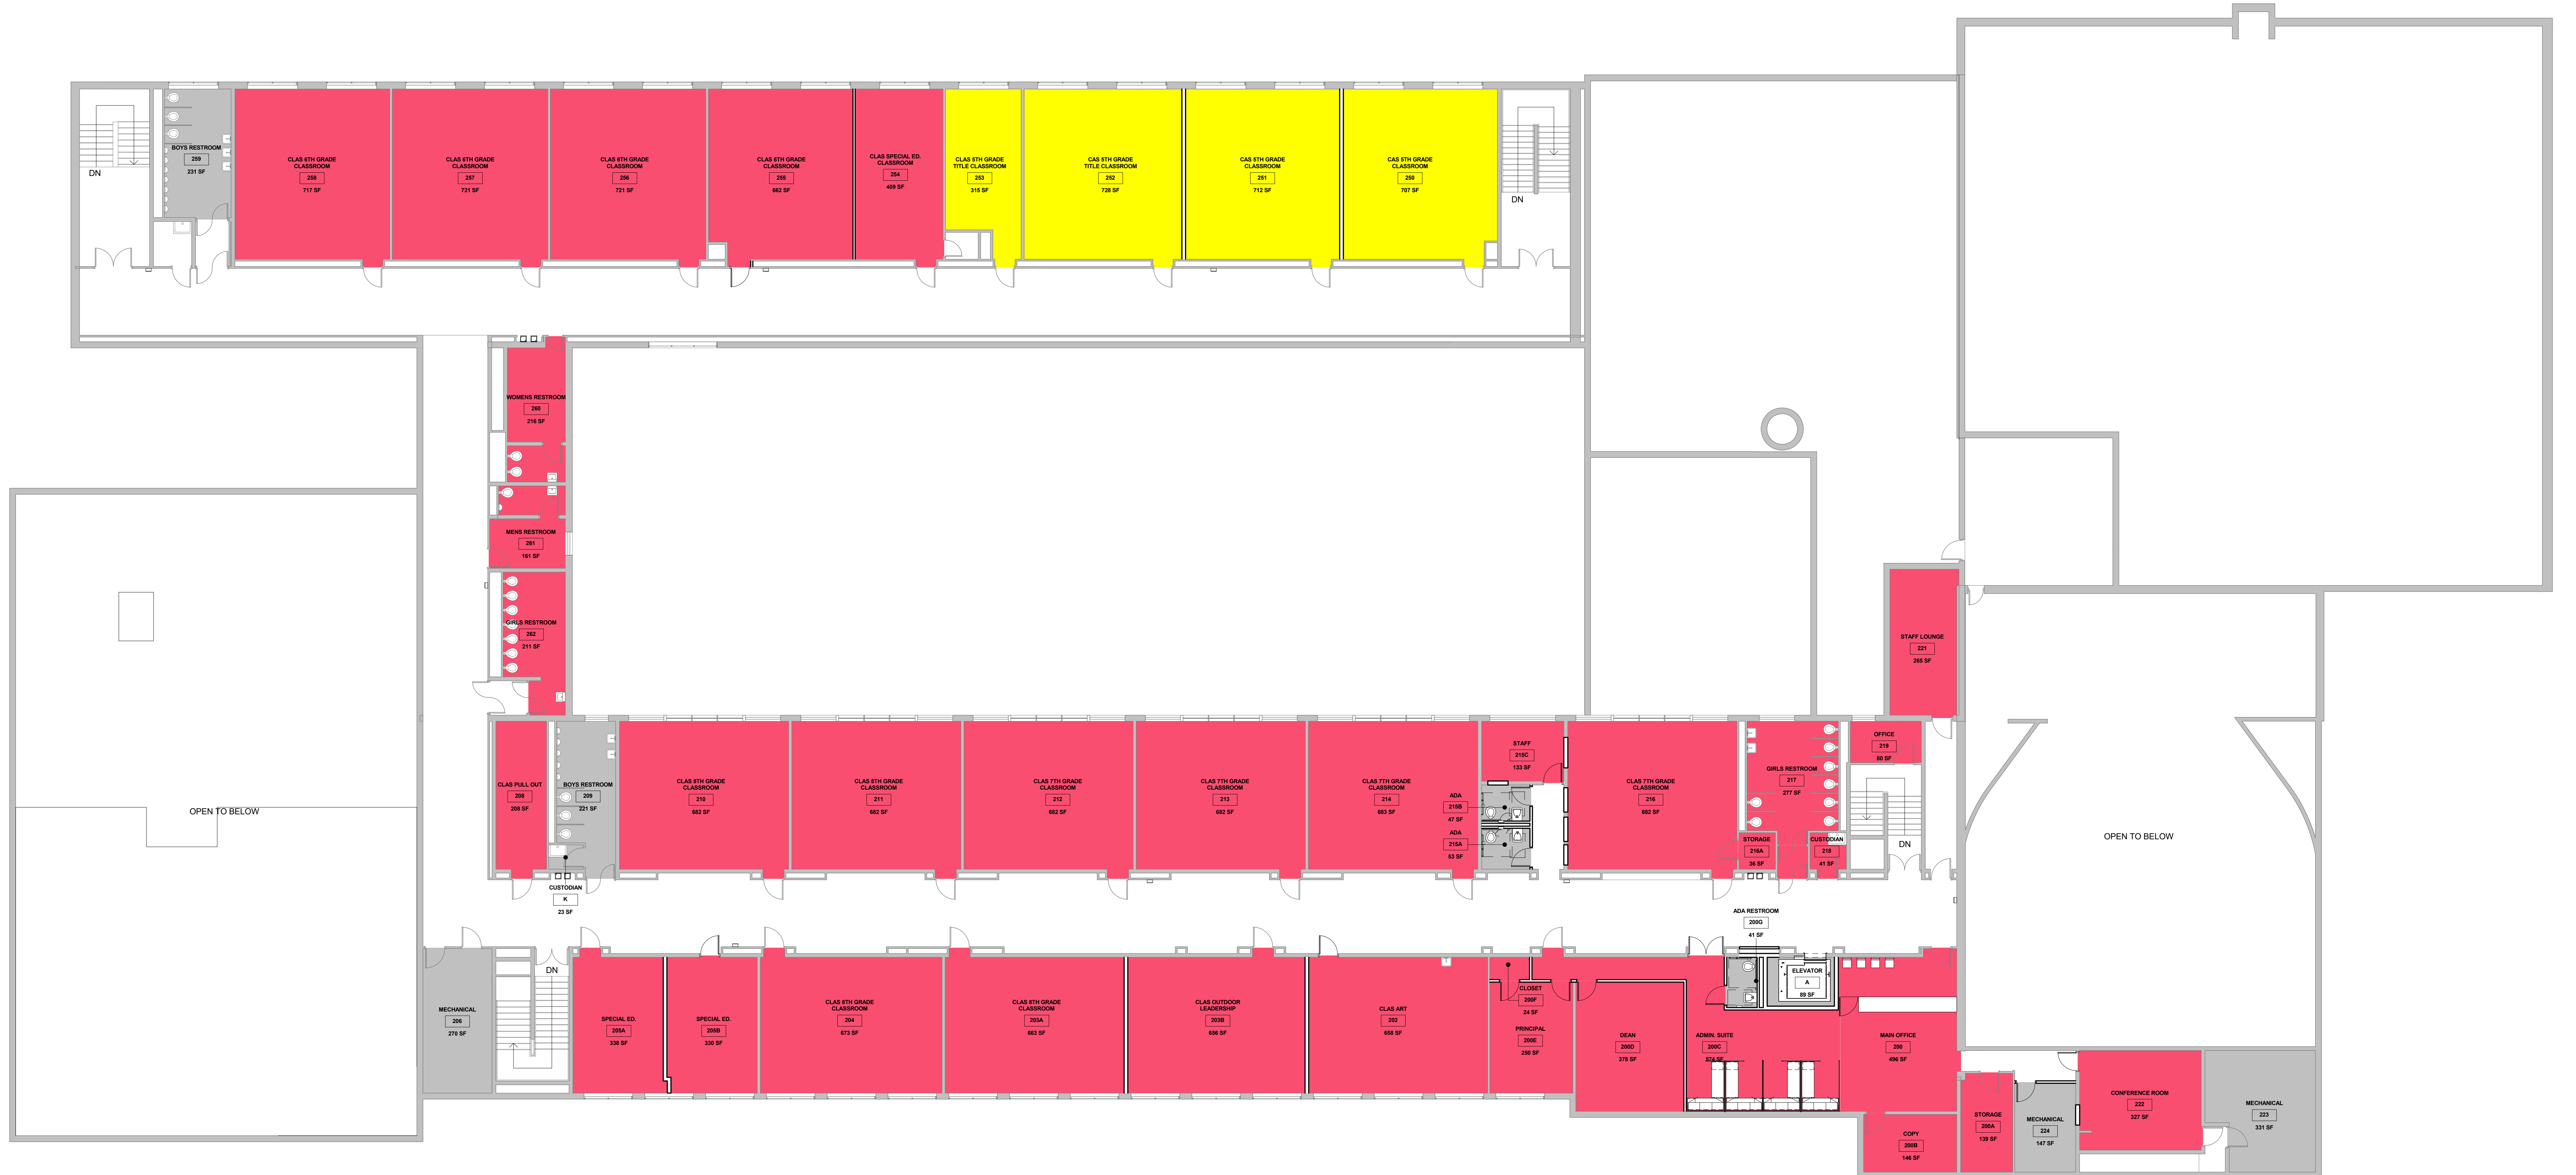 BOYS RESTROOM
259
231 SF
DN
CLAS 6TH GRADE
CLASSROOM
258
717 SF
CLAS 6TH GRADE
CLASSROOM
257
721 SF
CLAS 6TH GRADE
CLASSROOM
256
721 SF
CLAS 6TH GRADE
CLASSROOM
255
662 SF
CLAS SPECIAL ED.
CLASSROOM
254
409 SF
CLAS 5TH GRADE
TITLE CLASSROOM
253
315 SF
CAS 5TH GRADE
TITLE CLASSROOM
252
728 SF
CAS 5TH GRADE
CLASSROOM
251
712 SF
CAS 5TH GRADE
CLASSROOM
250
707 SF
DN
WOMENS RESTROOM
260
216 SF
MENS RESTROOM
261
161 SF
GIRLS RESTROOM
262
211 SF
STAFF LOUNGE
221
265 SF
OPEN TO BELOW
CLAS PULL OUT
208
208 SF
BOYS RESTROOM
209
221 SF
CLAS 8TH GRADE
CLASSROOM
210
682 SF
CLAS 8TH GRADE
CLASSROOM
211
682 SF
CLAS 7TH GRADE
CLASSROOM
212
682 SF
CLAS 7TH GRADE
CLASSROOM
213
682 SF
CLAS 7TH GRADE
CLASSROOM
214
683 SF
STAFF
215C
133 SF
ADA
215B
47 SF
ADA
215A
53 SF
CLAS 7TH GRADE
CLASSROOM
216
682 SF
GIRLS RESTROOM
217
277 SF
STORAGE
216A
36 SF
CUSTODIAN
218
41 SF
OFFICE
219
80 SF
DN
OPEN TO BELOW
CUSTODIAN
K
23 SF
ADA RESTROOM
200G
41 SF
MECHANICAL
206
270 SF
DN
SPECIAL ED.
205A
338 SF
SPECIAL ED.
205B
330 SF
CLAS 8TH GRADE
CLASSROOM
204
673 SF
CLAS 8TH GRADE
CLASSROOM
203A
663 SF
CLAS OUTDOOR
LEADERSHIP
203B
656 SF
CLAS ART
202
658 SF
CLOSET
200F
24 SF
PRINCIPAL
200E
250 SF
DEAN
200D
375 SF
ADMIN. SUITE
200C
574 SF
ELEVATOR
A
89 SF
MAIN OFFICE
200
496 SF
COPY
200B
146 SF
STORAGE
200A
139 SF
MECHANICAL
224
147 SF
CONFERENCE ROOM
222
327 SF
MECHANICAL
223
331 SF